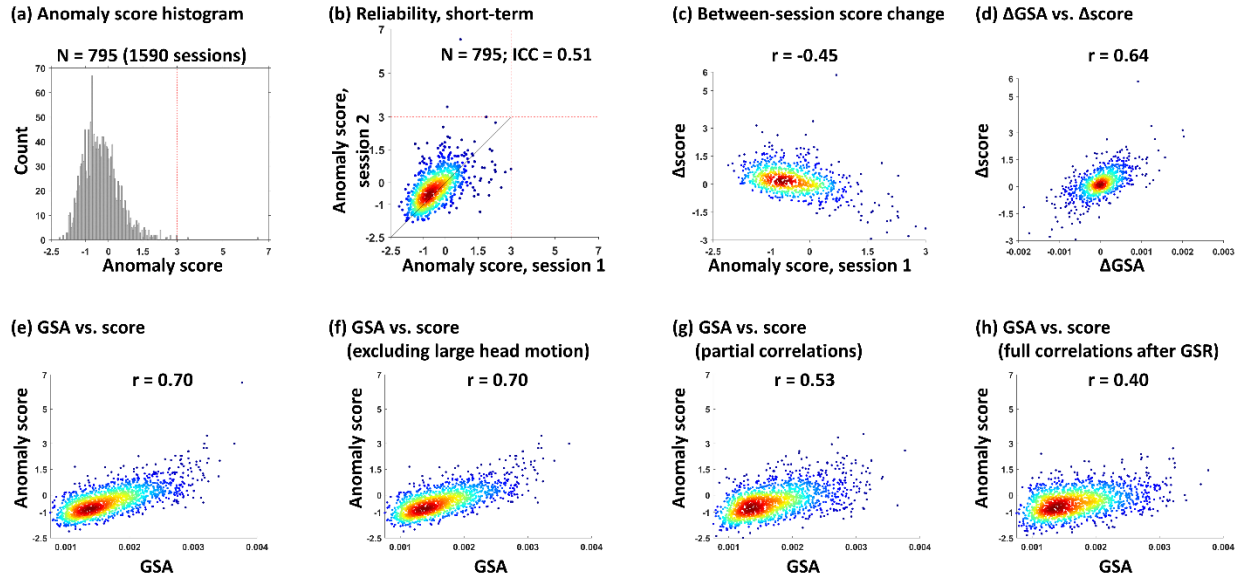 (a) Anomaly score histogram
N = 795 (1590 sessions)
70
60
50
40
30
20
10
0
Count
-2.5 -1 0 1.5 3 7
Anomaly score
(b) Reliability, short-term
N = 795; ICC = 0.51
7
5
3
1.5
0
-1
-2.5
Anomaly score,
session 2
-2.5 -1 0 1.5 3 7
Anomaly score, session 1
(c) Between-session score change
r = -0.45
6
5
3
1.5
0
-1.5
-3
Δscore
-2.5 -1 0 1.5 3
Anomaly score, session 1
(d) ΔGSA vs. Δscore
r = 0.64
6
5
3
1.5
0
-1.5
-3
Δscore
-0.002 -0.001 0 0.001 0.002 0.003
ΔGSA
(e) GSA vs. score
r = 0.70
7
5
3
1.5
0
-1
-2.5
Anomaly score
0.001 0.002 0.003 0.004
GSA
(f) GSA vs. score
(excluding large head motion)
r = 0.70
7
5
3
1.5
0
-1
-2.5
Anomaly score
0.001 0.002 0.003 0.004
GSA
(g) GSA vs. score
(partial correlations)
r = 0.53
7
5
3
1.5
0
-1
-2.5
Anomaly score
0.001 0.002 0.003 0.004
GSA
(h) GSA vs. score
(full correlations after GSR)
r = 0.40
7
5
3
1.5
0
-1
-2.5
Anomaly score
0.001 0.002 0.003 0.004
GSA